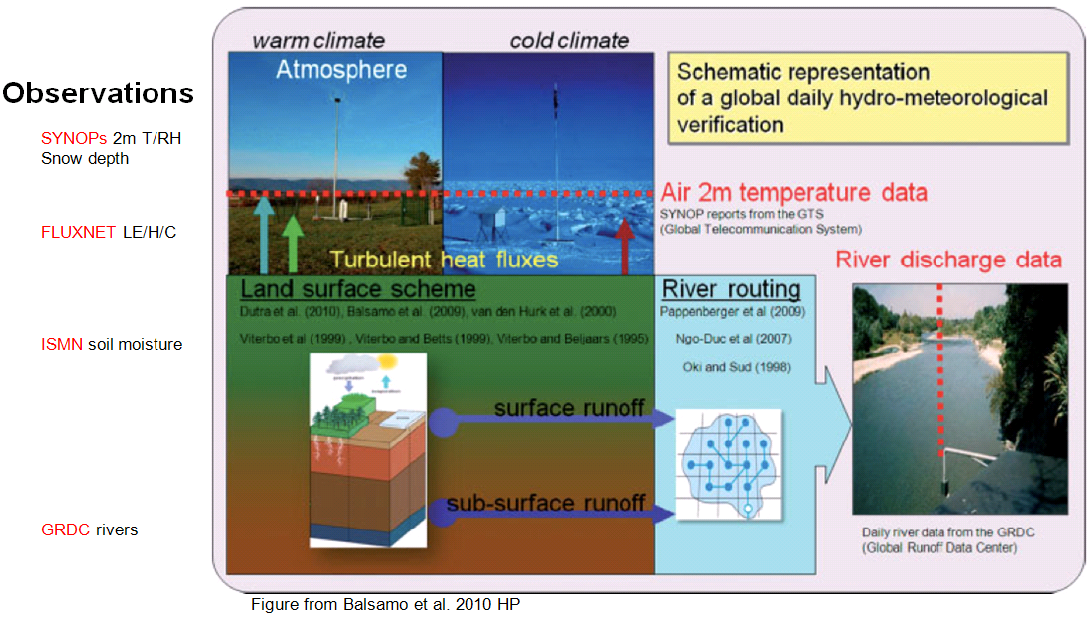 Observations
SYNOPs 2m T/RH
Snow depth
FLUXNET LE/H/C
ISMN soil moisture
GRDC rivers
warm climate
cold climate
Atmosphere
Schematic representation
of a global daily hydro-meteorological
verification
Air 2m temperature data
SYNOP reports from the GTS
(Global Telecommunication System)
Turbulent heat fluxes
River discharge data
Land surface scheme
Dutra et al. (2010), Balsamo et al. (2009), van den Hurk et al. (2000)
Viterbo et al (1999) , Viterbo and Betts (1999), Viterbo and Beljaars (1995)
River routing
Pappenberger et al (2009)
Ngo-Duc et al (2007)
Oki and Sud (1998)
precipitation
evaporation
surface runoff
sub-surface runoff
Daily river data from the GRDC
(Global Runoff Data Center)
Figure from Balsamo et al. 2010 HP